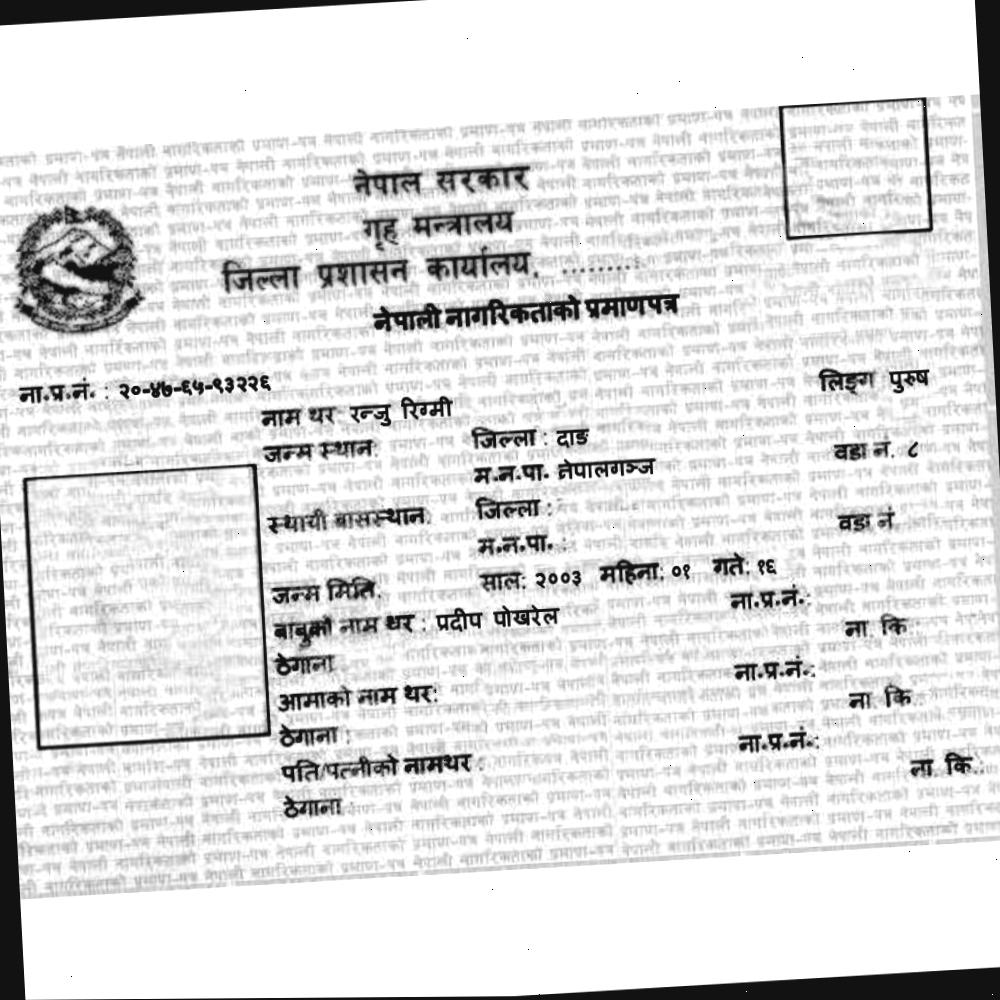 नेपाल सरकार
गृह मन्त्रालय
जिल्ला प्रशासन कार्यालय, .........
नेपाली नागरिकताको प्रमाणपत्र
ना.प्र.नं. : २०-४७-६५-९३२२६
लिङ्ग पुरुष
नाम थर रन्जु रिग्मी
जन्म स्थान: जिल्ला : दाङ वडा नं. ८
म.न.पा. नेपालगञ्ज
स्थायी बासस्थान: जिल्ला : वडा नं.
म.न.पा. :
जन्म मिति: साल: २००३ महिना: ०१ गते: १६
बाबुको नाम थर : प्रदीप पोखरेल ना.प्र.नं.:
ठेगाना ना. कि.:
आमाको नाम थर: ना.प्र.नं.:
ठेगाना : ना. कि.:
पति/पत्नीको नामथर : ना.प्र.नं.:
ठेगाना : ना. कि.: